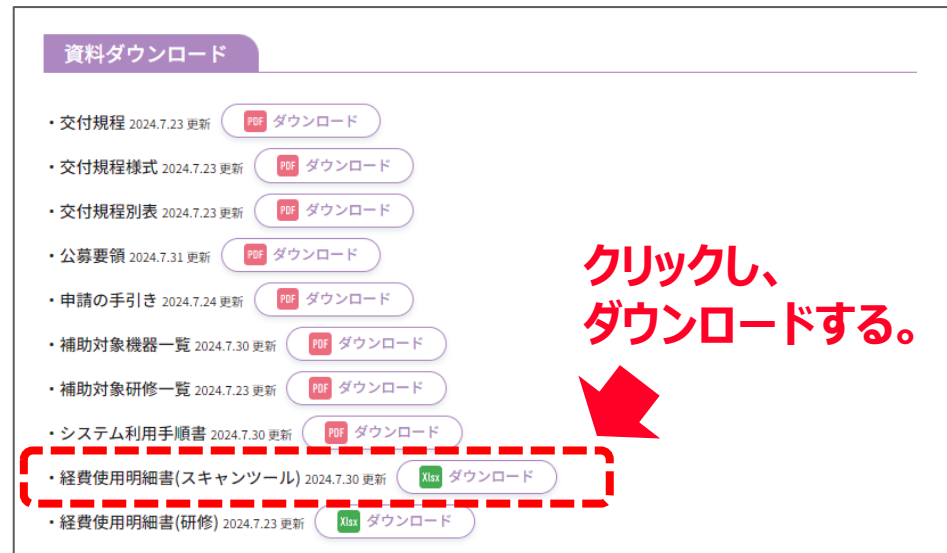 資料ダウンロード
・交付規程 2024.7.23 更新 PDF ダウンロード
・交付規程様式 2024.7.23 更新 PDF ダウンロード
・交付規程別表 2024.7.23 更新 PDF ダウンロード
・公募要領 2024.7.31 更新 PDF ダウンロード
・申請の手引き 2024.7.24 更新 PDF ダウンロード
・補助対象機器一覧 2024.7.30 更新 PDF ダウンロード
・補助対象研修一覧 2024.7.23 更新 PDF ダウンロード
・システム利用手順書 2024.7.30 更新 PDF ダウンロード
・経費使用明細書(スキャンツール) 2024.7.30 更新 Xlsx ダウンロード
・経費使用明細書(研修) 2024.7.23 更新 Xlsx ダウンロード
クリックし、
ダウンロードする。